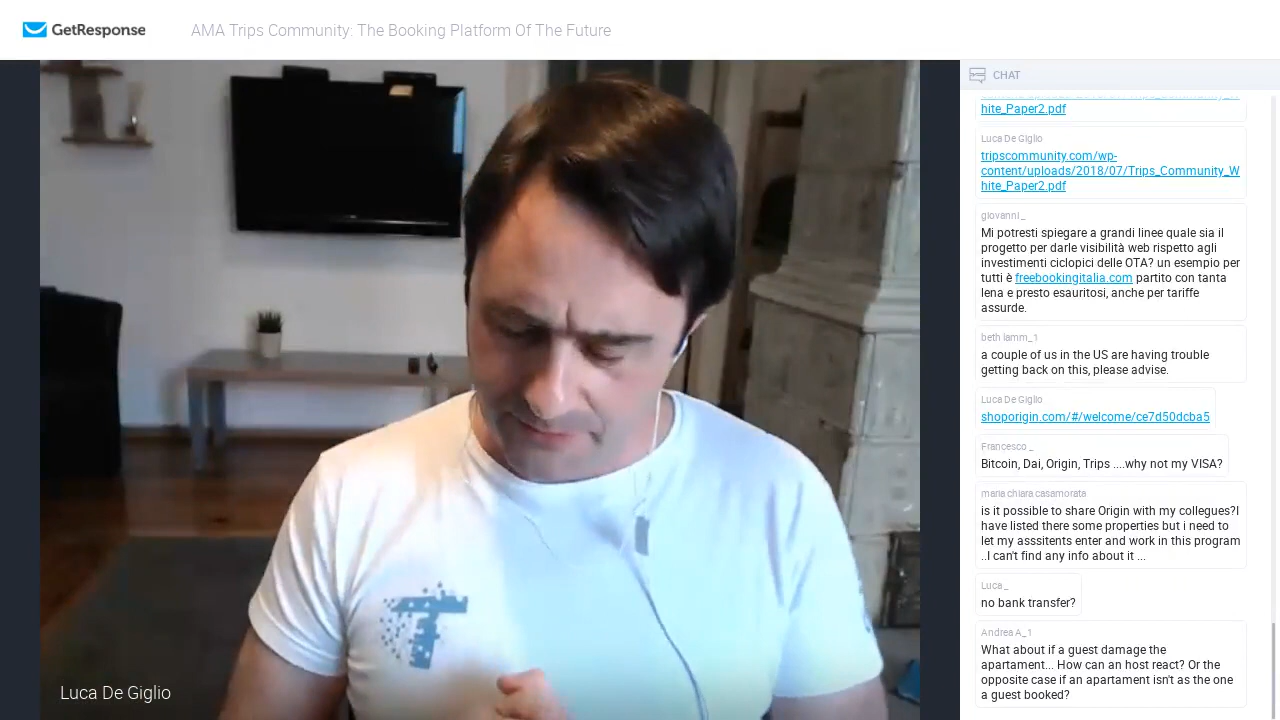 GetResponse
AMA Trips Community: The Booking Platform Of The Future
CHAT
hite_Paper2.pdf
Luca De Giglio
tripscommunity.com/wp-
content/uploads/2018/07/Trips_Community_W
hite_Paper2.pdf
giovanni_
Mi potresti spiegare a grandi linee quale sia il
progetto per darle visibilità web rispetto agli
investimenti ciclopici delle OTA? un esempio per
tutti è freebookingitalia.com partito con tanta
lena e presto esauritosi, anche per tariffe
assurde.
beth lamm_1
a couple of us in the US are having trouble
getting back on this, please advise.
Luca De Giglio
shoporigin.com/#/welcome/ce7d50dcba5
Francesco_
Bitcoin, Dai, Origin, Trips ....why not my VISA?
maria chiara casamorata
is it possible to share Origin with my collegues?I
have listed there some properties but i need to
let my asssitents enter and work in this program
..I can't find any info about it ...
Luca_
no bank transfer?
Andrea A_1
What about if a guest damage the
apartament... How can an host react? Or the
opposite case if an apartament isn't as the one
a guest booked?
T
Luca De Giglio